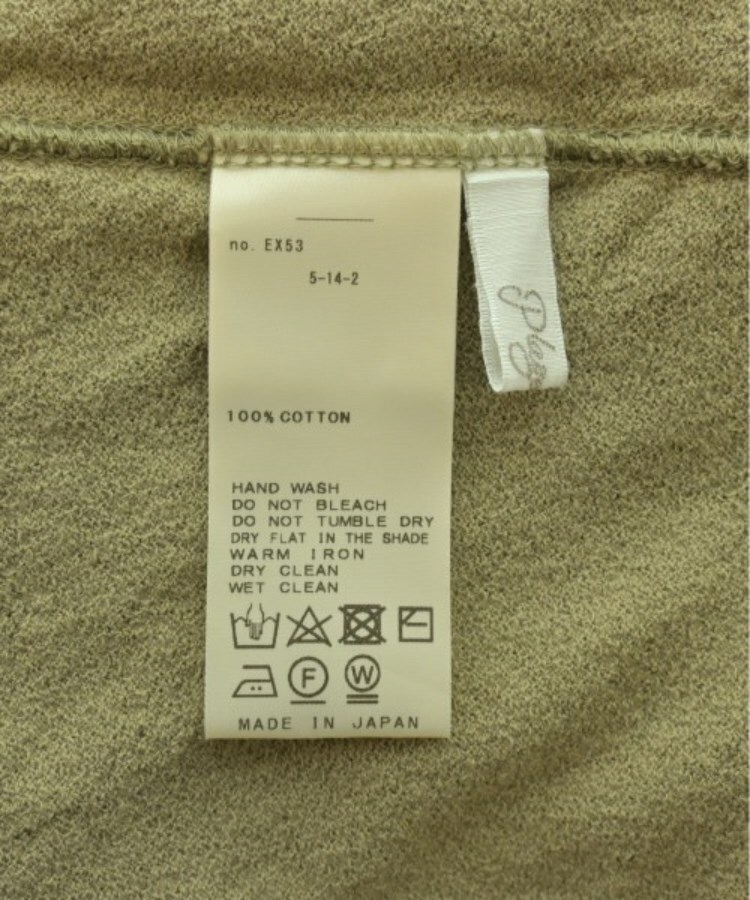 no. EX53
5-14-2
100% COTTON
HAND WASH
DO NOT BLEACH
DO NOT TUMBLE DRY
DRY FLAT IN THE SHADE
WARM IRON
DRY CLEAN
WET CLEAN
F W
MADE IN JAPAN